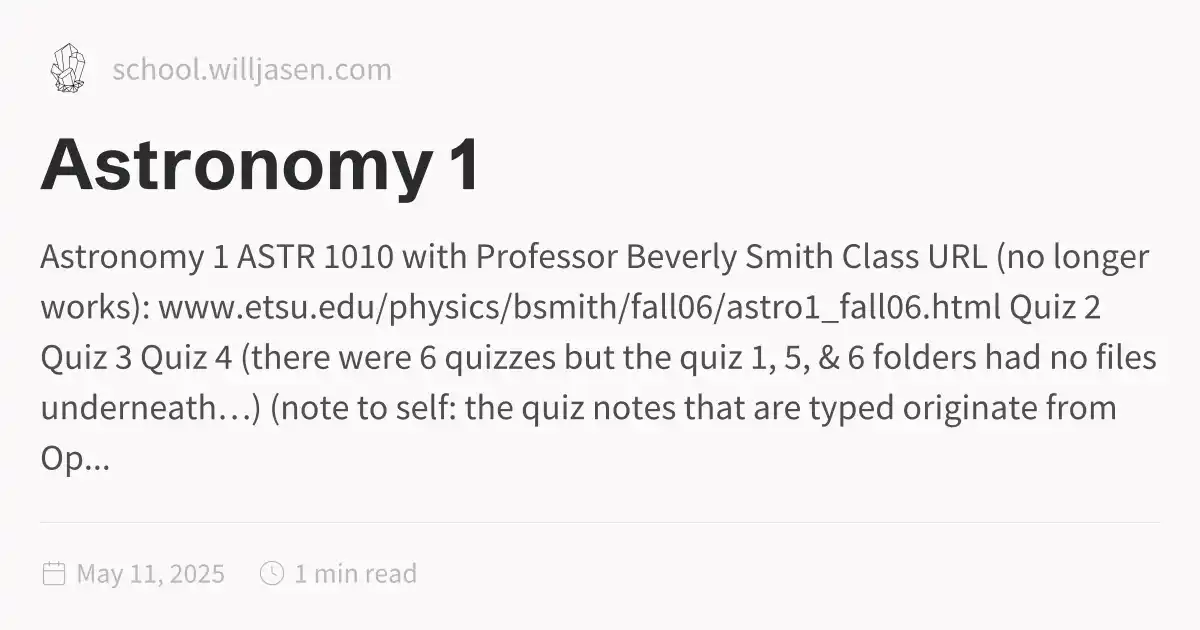 school.willjasen.com
Astronomy 1
Astronomy 1 ASTR 1010 with Professor Beverly Smith Class URL (no longer
works): www.etsu.edu/physics/bsmith/fall06/astro1_fall06.html Quiz 2
Quiz 3 Quiz 4 (there were 6 quizzes but the quiz 1, 5, & 6 folders had no files
underneath…) (note to self: the quiz notes that are typed originate from
Op...
May 11, 2025
1 min read